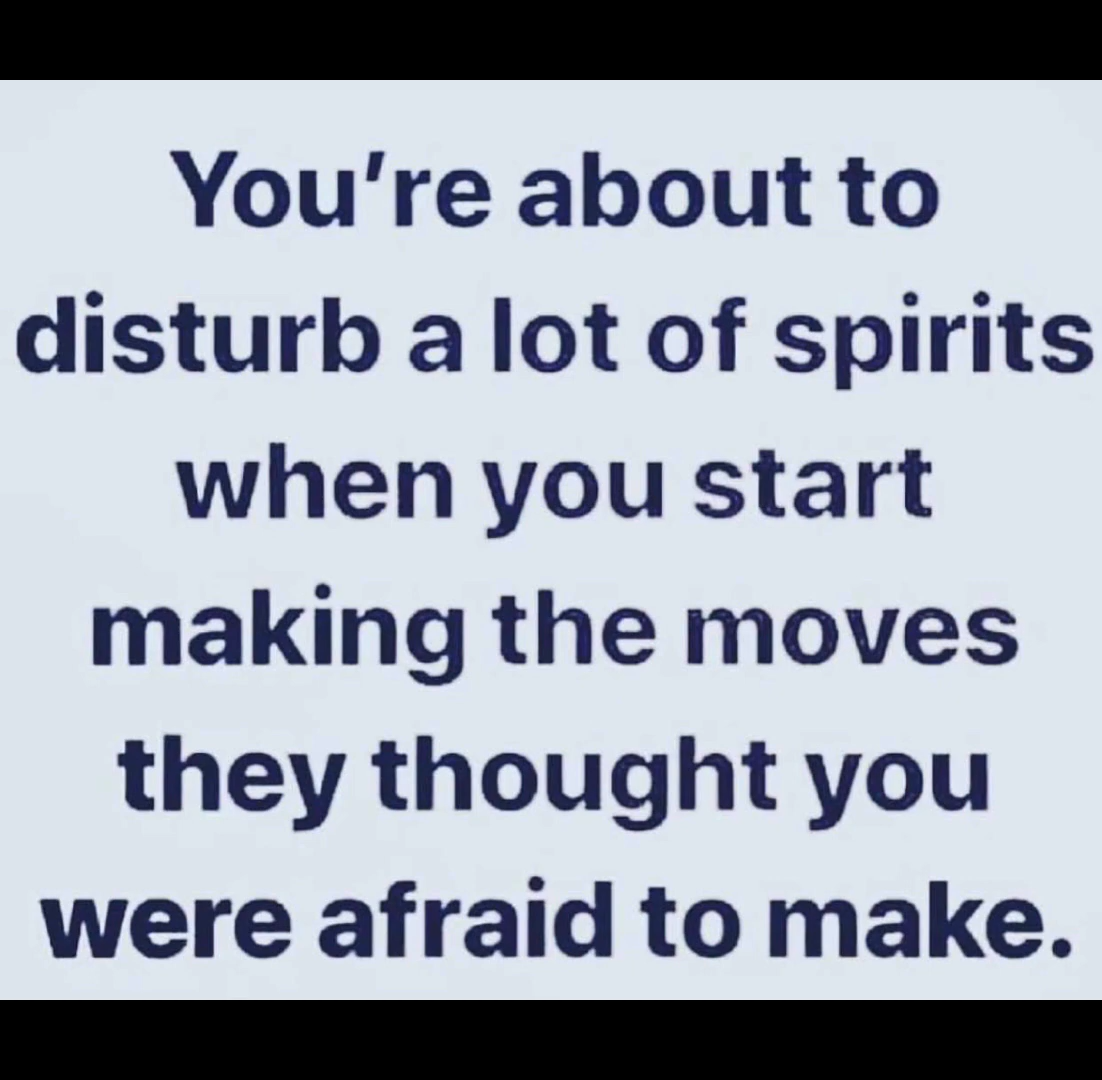 You’re about to
disturb a lot of spirits
when you start
making the moves
they thought you
were afraid to make.